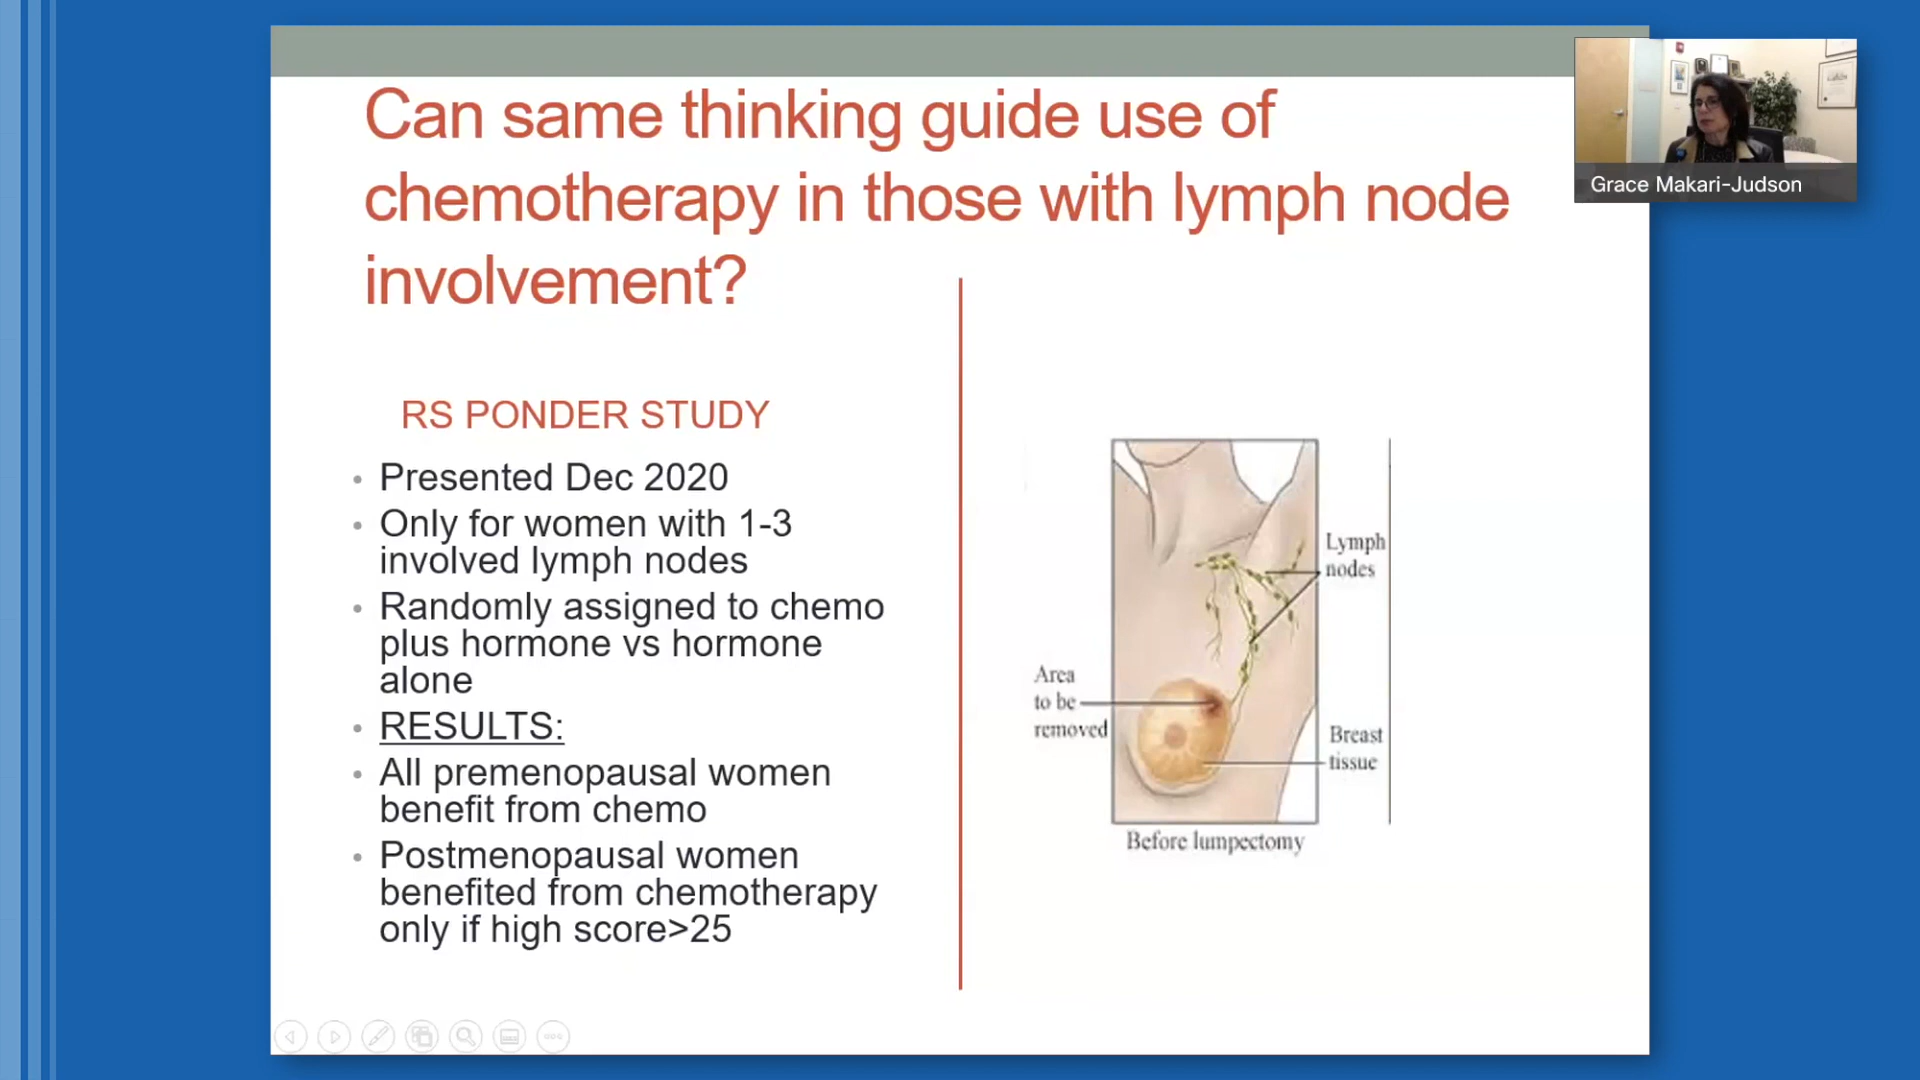 Can same thinking guide use of
chemotherapy in those with lymph node
involvement?
Grace Makari-Judson
RS PONDER STUDY
• Presented Dec 2020
• Only for women with 1-3
involved lymph nodes
• Randomly assigned to chemo
plus hormone vs hormone
alone
• RESULTS:
• All premenopausal women
benefit from chemo
• Postmenopausal women
benefited from chemotherapy
only if high score>25
Lymph
nodes
Area
to be
removed
Breast
tissue
Before lumpectomy